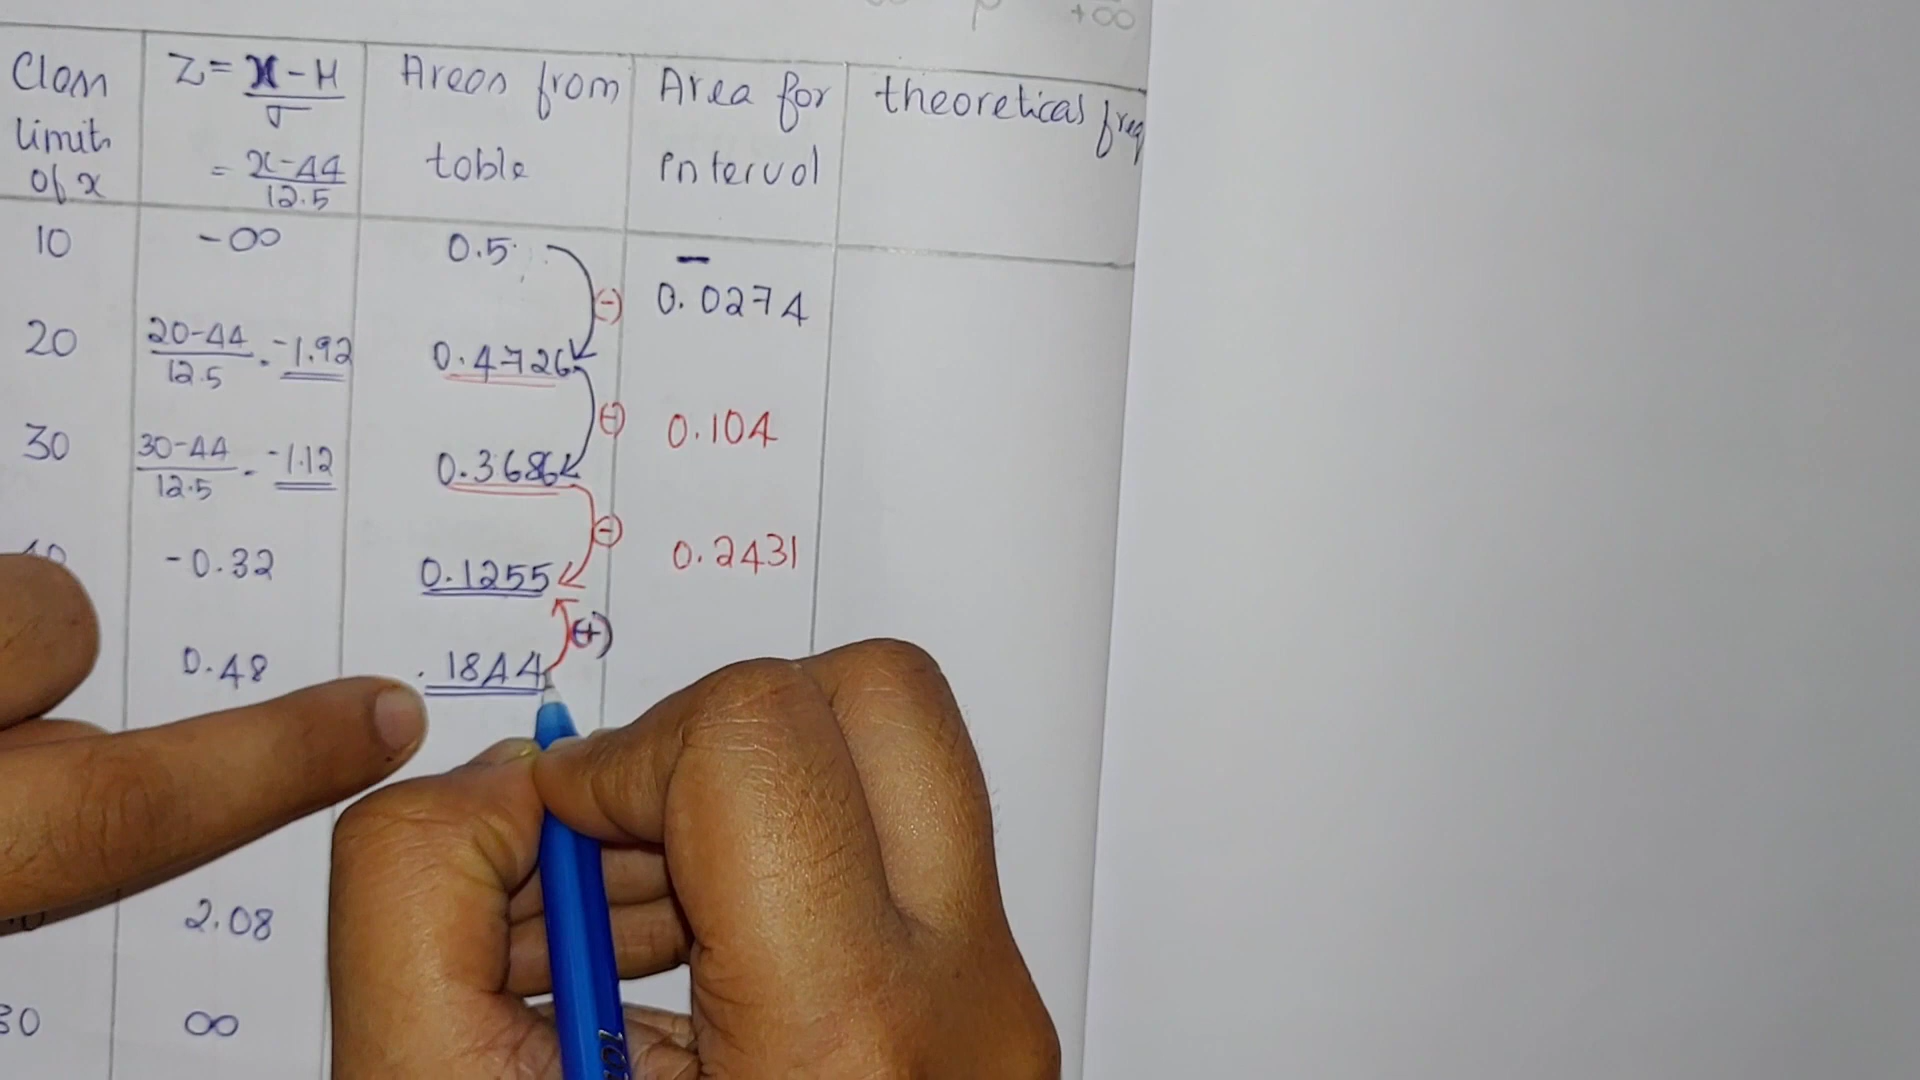 +∞
Class limits of x
Z = x - μ / σ
= x-44 / 12.5
Areas from table
Area for interval
theoretical freq
10 -∞ 0.5 -
(-) 0.0274
20 20-44 / 12.5 = -1.92 0.4726
(-) 0.104
30 30-44 / 12.5 = -1.12 0.3686
(-) 0.2431
-0.32 0.1255
(+)
0.48 .1844
2.08
80 ∞